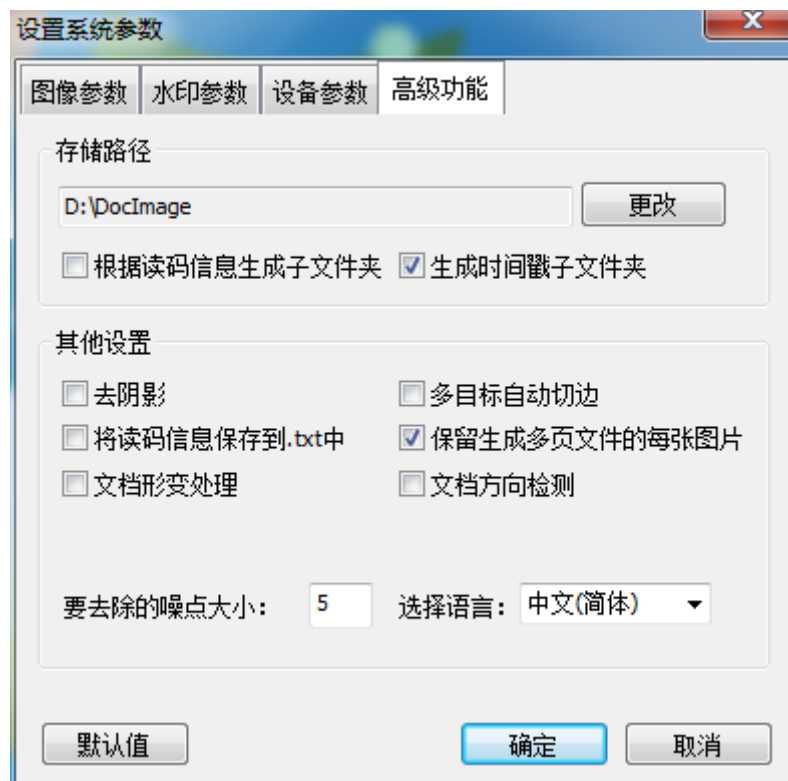 设置系统参数
图像参数 水印参数 设备参数 高级功能
存储路径
D:\DocImage 更改
根据读码信息生成子文件夹 生成时间戳子文件夹
其他设置
去阴影 多目标自动切边
将读码信息保存到.txt中 保留生成多页文件的每张图片
文档形变处理 文档方向检测
要去除的噪点大小: 5 选择语言: 中文(简体)
默认值 确定 取消